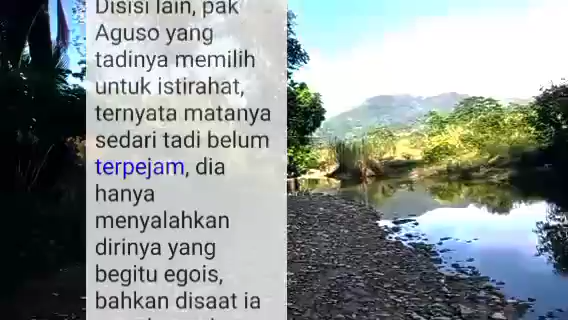 Disisi lain, pak
Aguso yang
tadinya memilih
untuk istirahat,
ternyata matanya
sedari tadi belum
terpejam, dia
hanya
menyalahkan
dirinya yang
begitu egois,
bahkan disaat ia